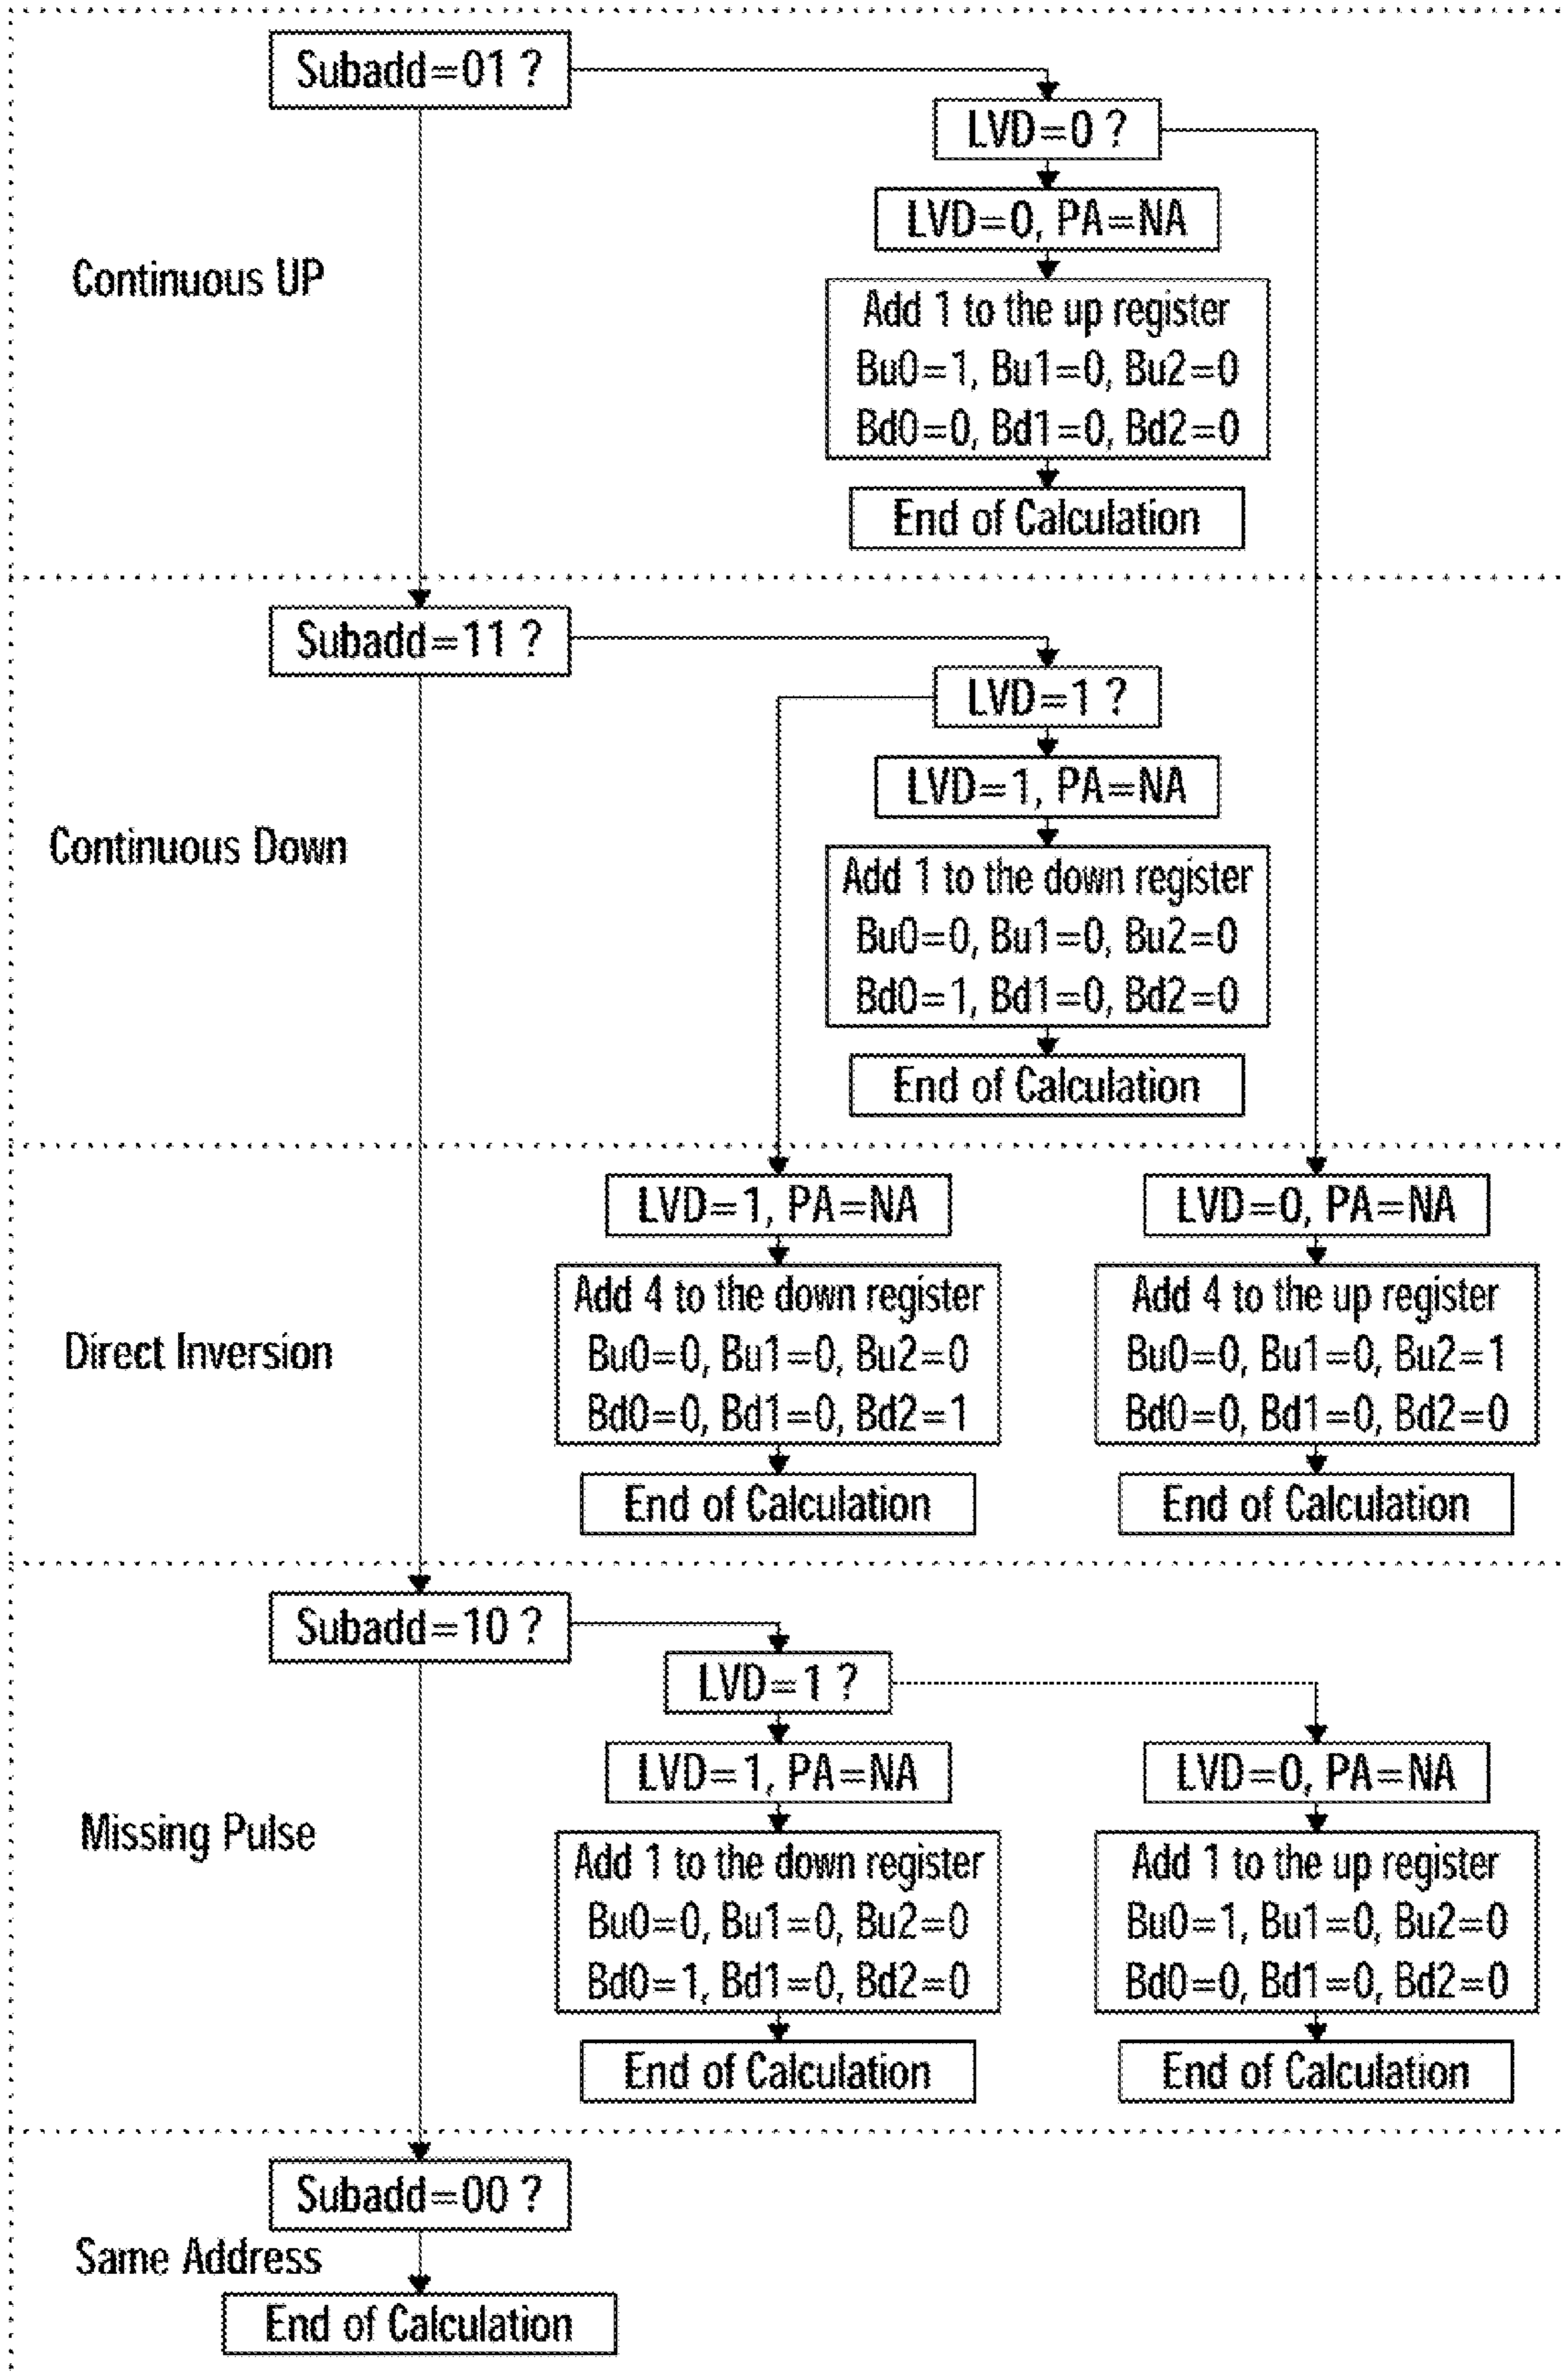 Subadd=01 ?
LVD=0 ?
LVD=0, PA=NA
Continuous UP
Add 1 to the up register
Bu0=1, Bu1=0, Bu2=0
Bd0=0, Bd1=0, Bd2=0
End of Calculation
Subadd=11 ?
LVD=1 ?
LVD=1, PA=NA
Continuous Down
Add 1 to the down register
Bu0=0, Bu1=0, Bu2=0
Bd0=1, Bd1=0, Bd2=0
End of Calculation
Direct Inversion
LVD=1, PA=NA
Add 4 to the down register
Bu0=0, Bu1=0, Bu2=0
Bd0=0, Bd1=0, Bd2=1
End of Calculation
LVD=0, PA=NA
Add 4 to the up register
Bu0=0, Bu1=0, Bu2=1
Bd0=0, Bd1=0, Bd2=0
End of Calculation
Subadd=10 ?
LVD=1 ?
Missing Pulse
LVD=1, PA=NA
Add 1 to the down register
Bu0=0, Bu1=0, Bu2=0
Bd0=1, Bd1=0, Bd2=0
End of Calculation
LVD=0, PA=NA
Add 1 to the up register
Bu0=1, Bu1=0, Bu2=0
Bd0=0, Bd1=0, Bd2=0
End of Calculation
Subadd=00 ?
Same Address
End of Calculation